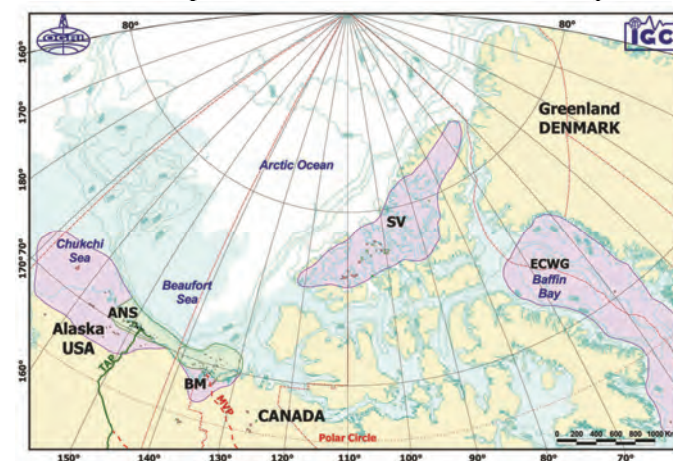 80°
80°
160°
IGC
170°
180°
170°
160°
Greenland
DENMARK
Arctic Ocean
SV
Chukchi
Sea
Beaufort
Sea
ECWG
Baffin
Bay
ANS
Alaska
USA
TAP
BM
MVP
CANADA
Polar Circle
0 200 400 600 800 1000 Km
150°
140°
130°
120°
110°
100°
90°
80°
70°
60°